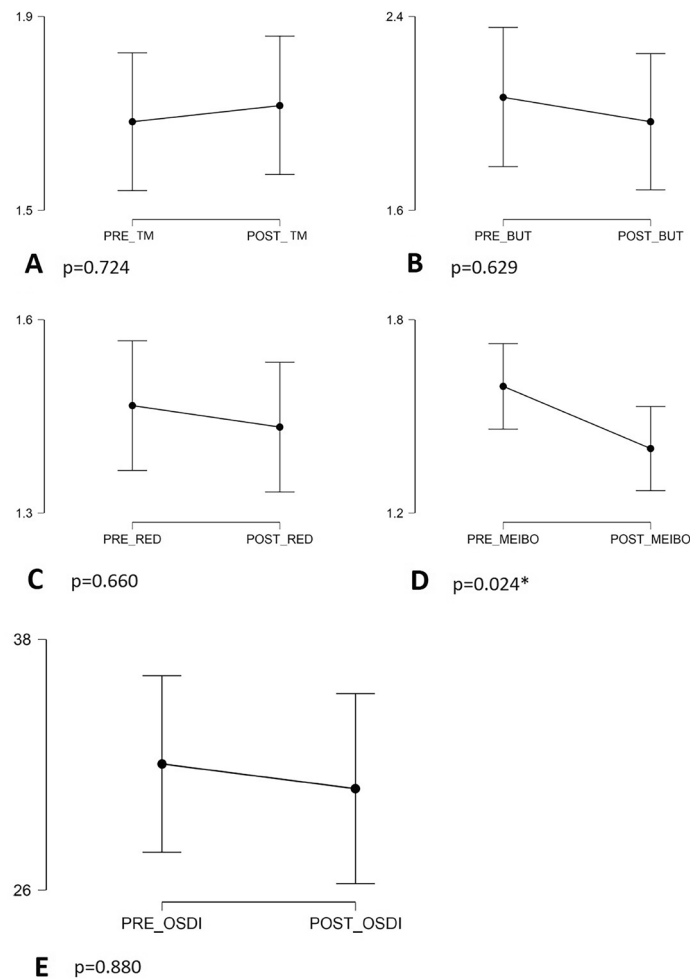 1.9
1.5
PRE_TM POST_TM
A p=0.724
2.4
1.6
PRE_BUT POST_BUT
B p=0.629
1.6
1.3
PRE_RED POST_RED
C p=0.660
1.8
1.2
PRE_MEIBO POST_MEIBO
D p=0.024*
38
26
PRE_OSDI POST_OSDI
E p=0.880